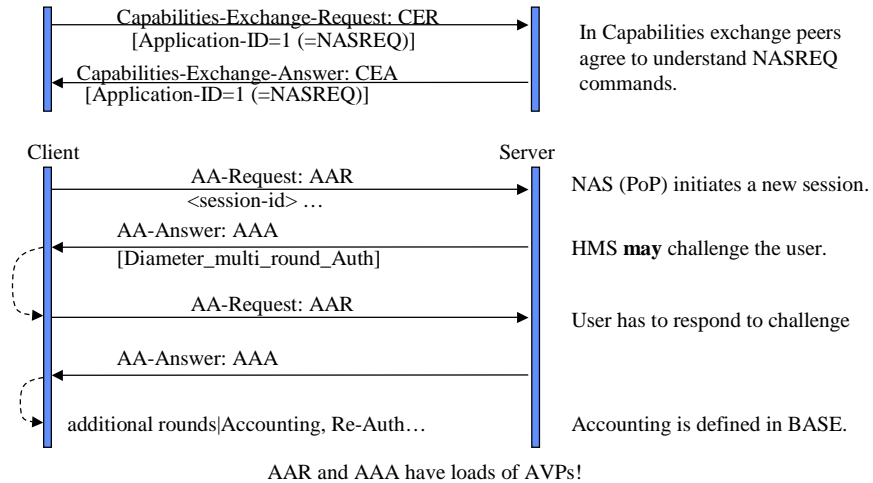 Capabilities-Exchange-Request: CER
[Application-ID=1 (=NASREQ)]
In Capabilities exchange peers
agree to understand NASREQ
commands.
Capabilities-Exchange-Answer: CEA
[Application-ID=1 (=NASREQ)]
Client
Server
AA-Request: AAR
<session-id> …
NAS (PoP) initiates a new session.
AA-Answer: AAA
[Diameter_multi_round_Auth]
HMS may challenge the user.
AA-Request: AAR
User has to respond to challenge
AA-Answer: AAA
additional rounds|Accounting, Re-Auth…
Accounting is defined in BASE.
AAR and AAA have loads of AVPs!